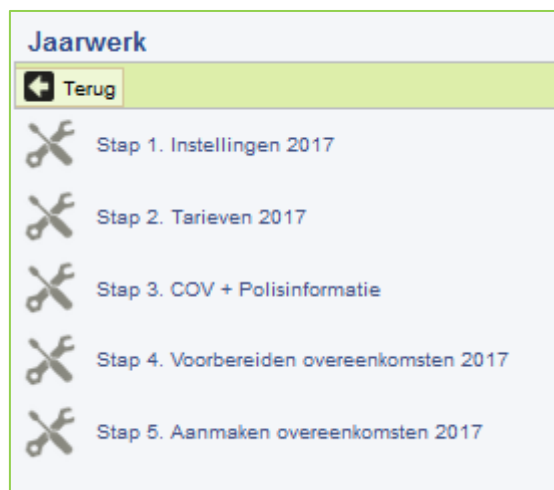 Jaarwerk
Terug
Stap 1. Instellingen 2017
Stap 2. Tarieven 2017
Stap 3. COV + Polisinformatie
Stap 4. Voorbereiden overeenkomsten 2017
Stap 5. Aanmaken overeenkomsten 2017